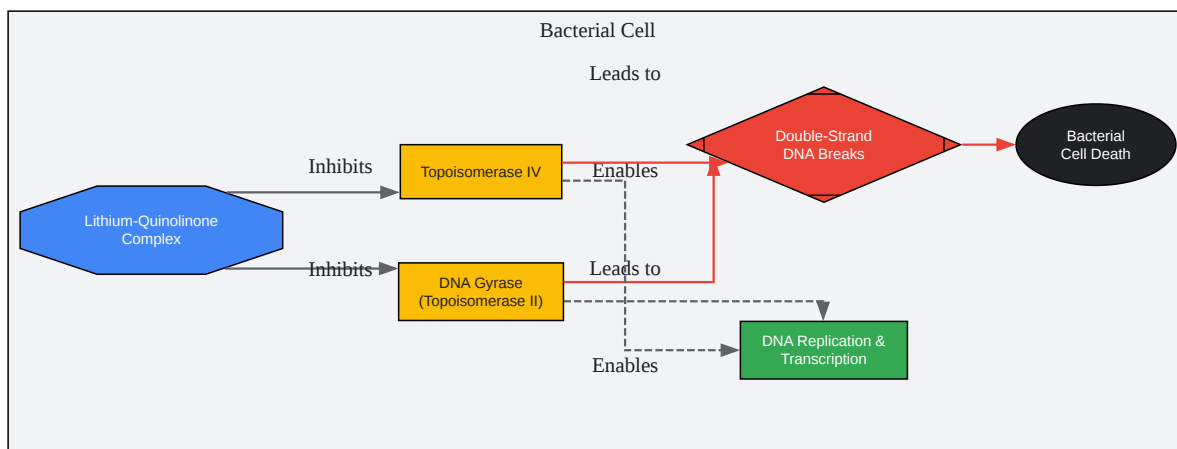 Bacterial Cell
Leads to
Double-Strand
DNA Breaks
Bacterial
Cell Death
Inhibits
Topoisomerase IV
Enables
Lithium-Quinolinone
Complex
Inhibits
DNA Gyrase
(Topoisomerase II)
Leads to
DNA Replication &
Transcription
Enables